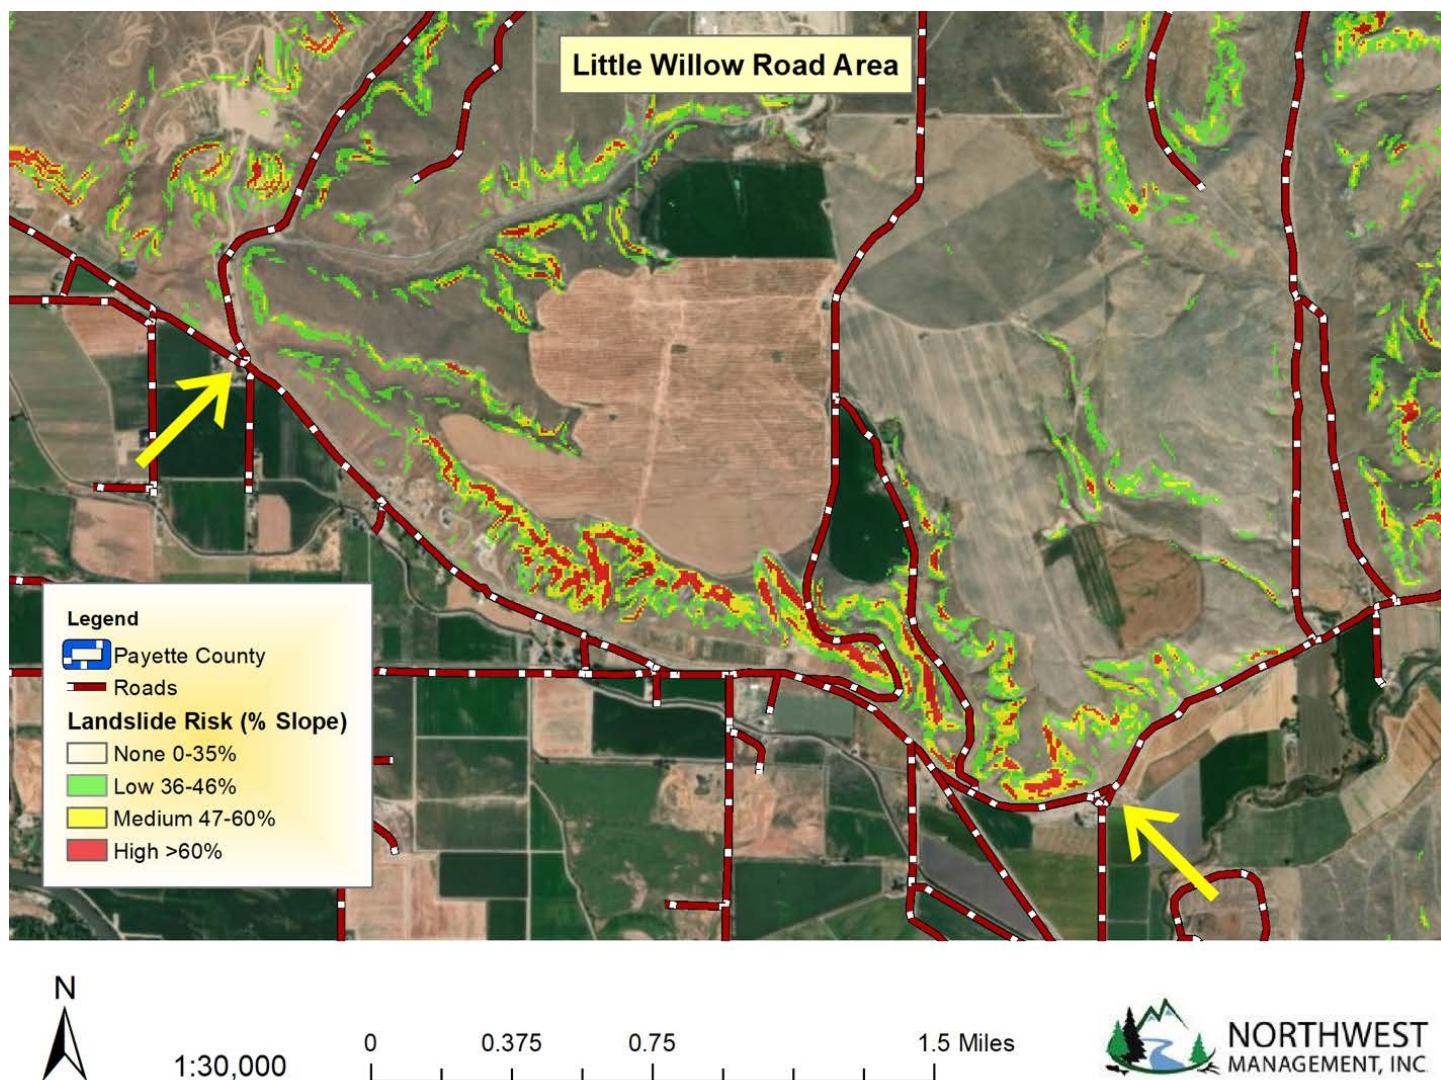 Little Willow Road Area
Legend
Payette County
Roads
Landslide Risk (% Slope)
None 0-35%
Low 36-46%
Medium 47-60%
High >60%
N
1:30,000
0 0.375 0.75 1.5 Miles
NORTHWEST
MANAGEMENT, INC.